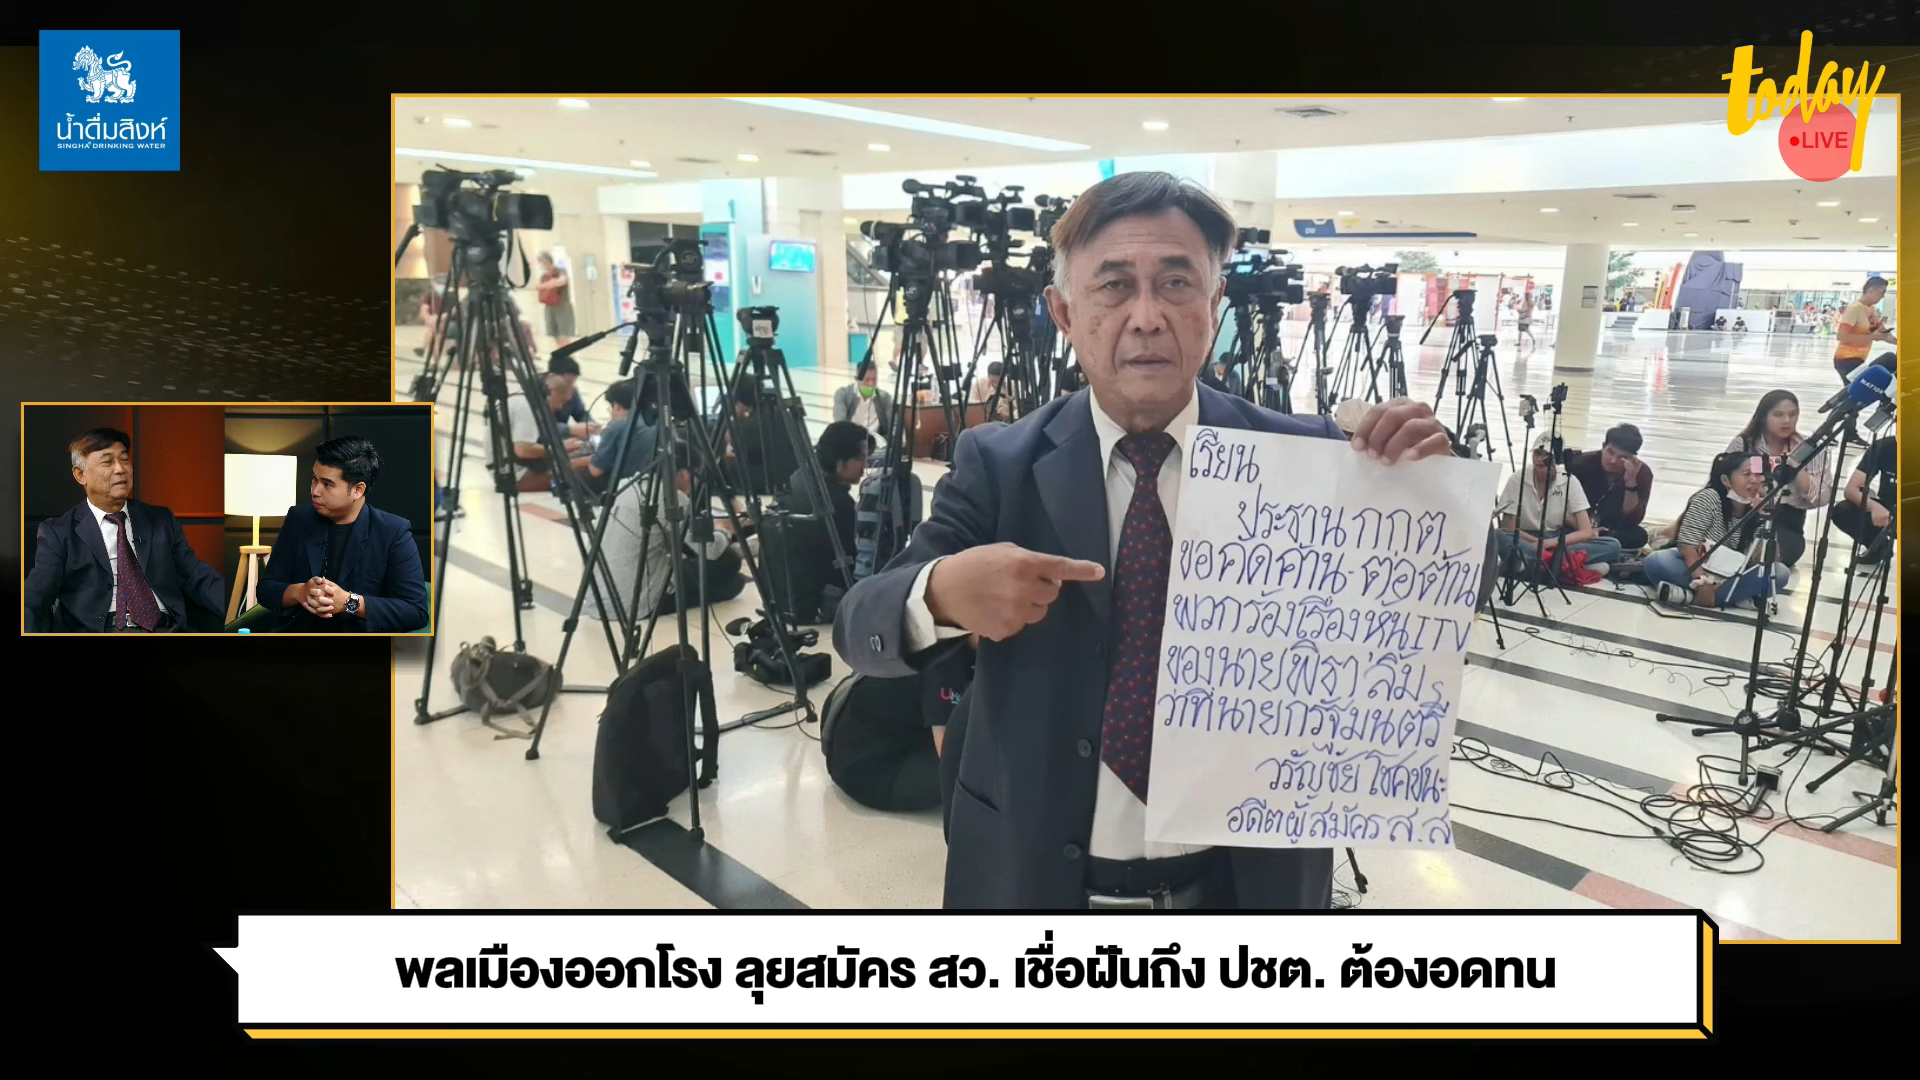 น้ำดื่มสิงห์
SINGHA DRINKING WATER
today
LIVE
เรียน
ประธาน กกต
ขอคัดค้าน-ต่อต้าน
พวกร้องเรื่องหุ้น ITV
ของนายพิธา ลิ้มฯ
ว่าที่นายกรัฐมนตรี
วรัญชัย โชคชนะ
อดีตผู้สมัคร ส.ส
NATION
พลเมืองออกโรง ลุยสมัคร สว. เชื่อฝันถึง ปชต. ต้องอดทน